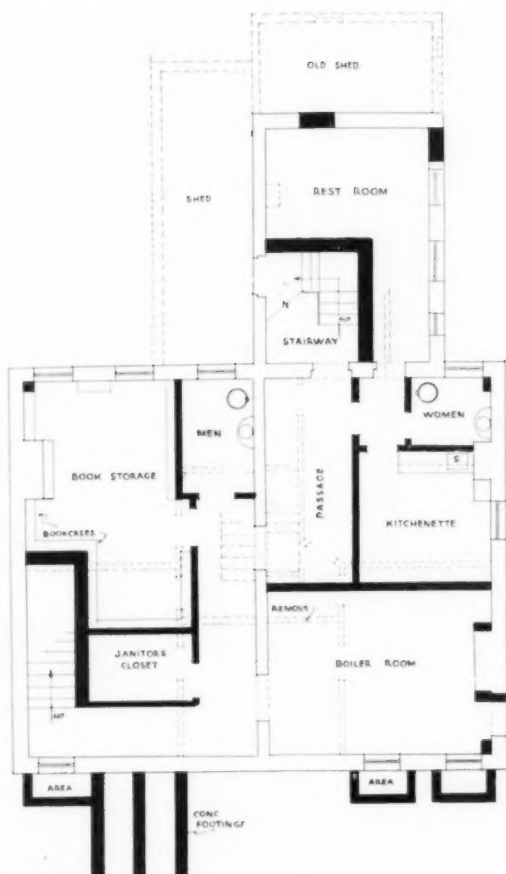 OLD SHED
REST ROOM
SHED
N
UP
STAIRWAY
MEN
WOMEN
BOOK STORAGE
S
PASSAGE
KITCHENETTE
BOOKCASES
REMOVE
JANITORS
CLOSET
BOILER ROOM
UP
AREA
AREA
CONC
FOOTINGS